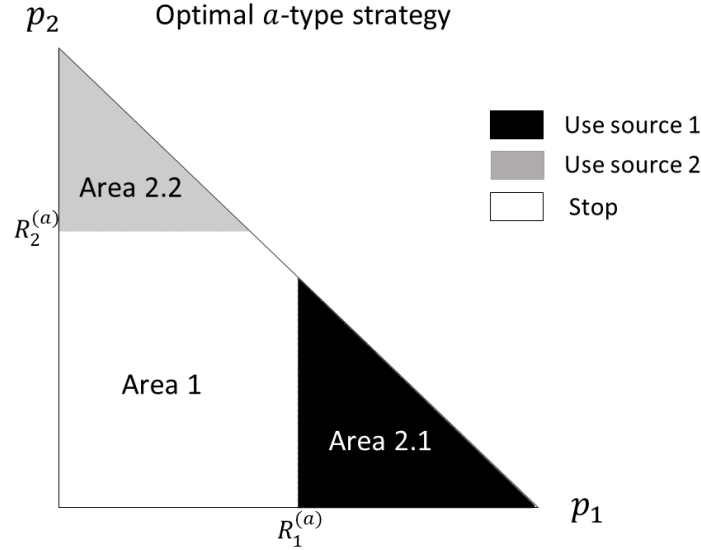 Optimal a-type strategy
p₂
Use source 1
Use source 2
Stop
Area 2.2
R₂⁽ᵃ⁾
Area 1
Area 2.1
R₁⁽ᵃ⁾
p₁